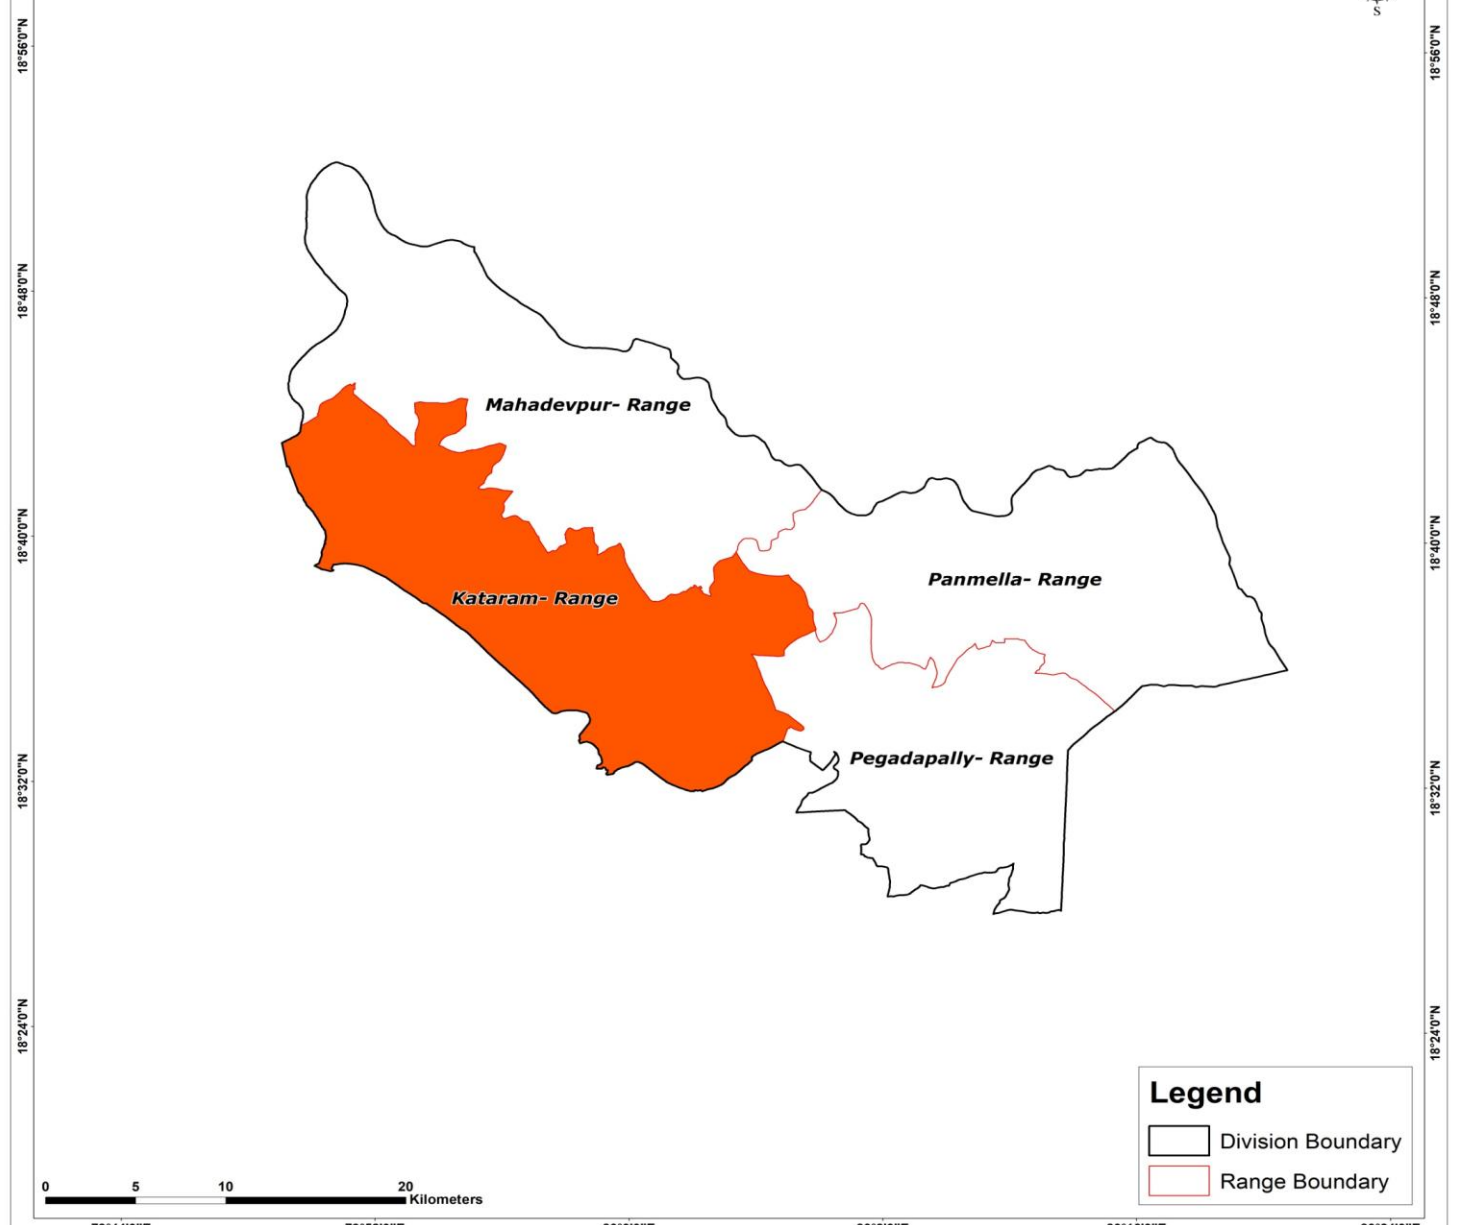 S
18°56'0"N
18°56'0"N
18°48'0"N
18°48'0"N
Mahadevpur- Range
18°40'0"N
18°40'0"N
Panmella- Range
Kataram- Range
Pegadapally- Range
18°32'0"N
18°32'0"N
18°24'0"N
18°24'0"N
Legend
Division Boundary
Range Boundary
0 5 10 20
Kilometers